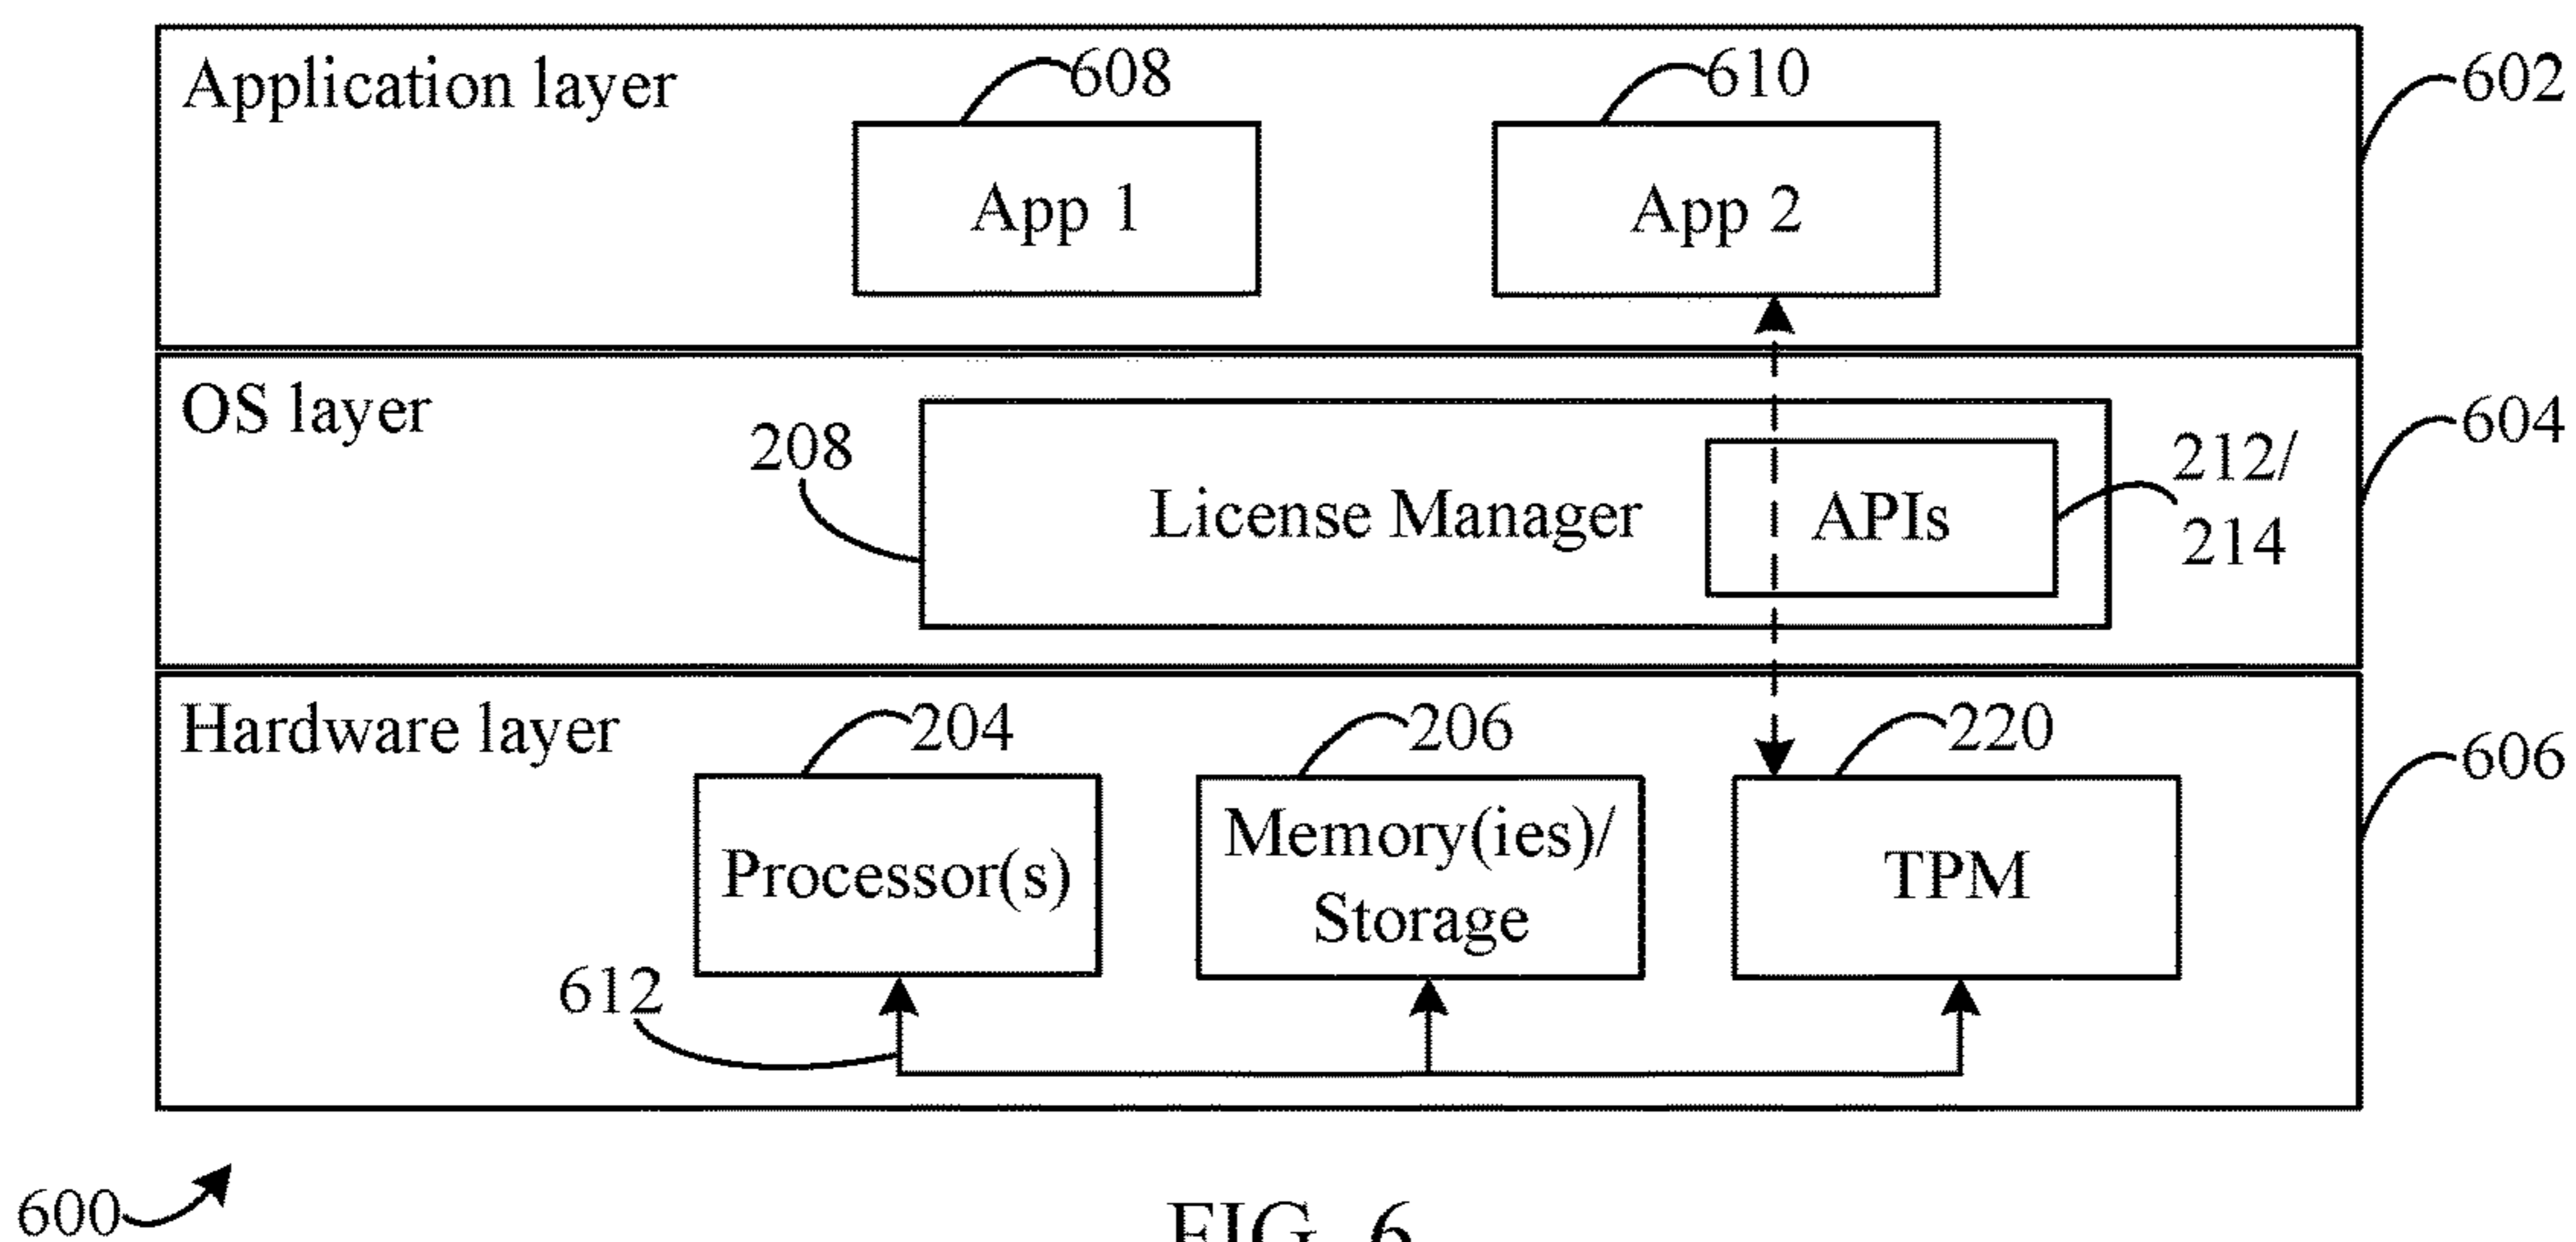 Application layer
608
610
602
App 1
App 2
OS layer
208
License Manager
APIs
212/
214
604
Hardware layer
204
206
220
606
Processor(s)
Memory(ies)/
Storage
TPM
612
600
FIG. 6